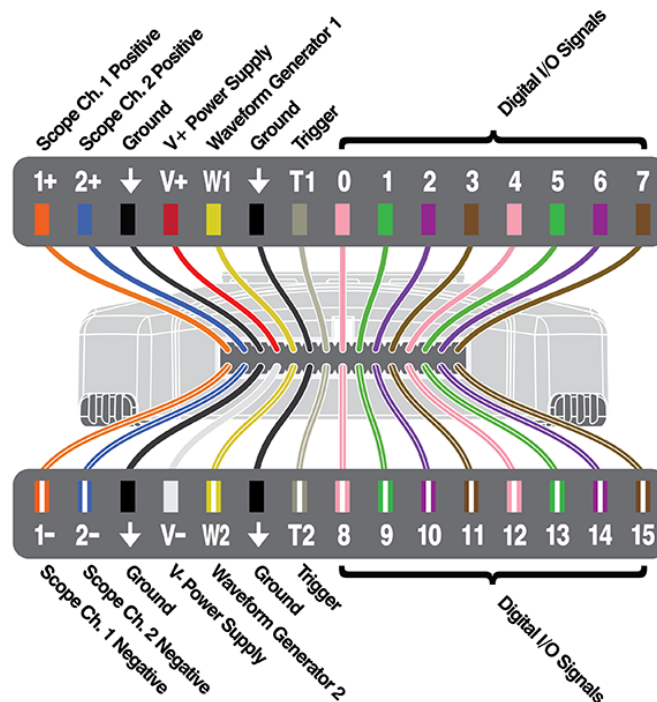 Scope Ch. 1 Positive
Scope Ch. 2 Positive
Ground
V+ Power Supply
Waveform Generator 1
Ground
Trigger
Digital I/O Signals
1+ 2+ ↓ V+ W1 ↓ T1 0 1 2 3 4 5 6 7
1- 2- ↓ V- W2 ↓ T2 8 9 10 11 12 13 14 15
Scope Ch. 1 Negative
Scope Ch. 2 Negative
Ground
V- Power Supply
Waveform Generator 2
Ground
Trigger
Digital I/O Signals